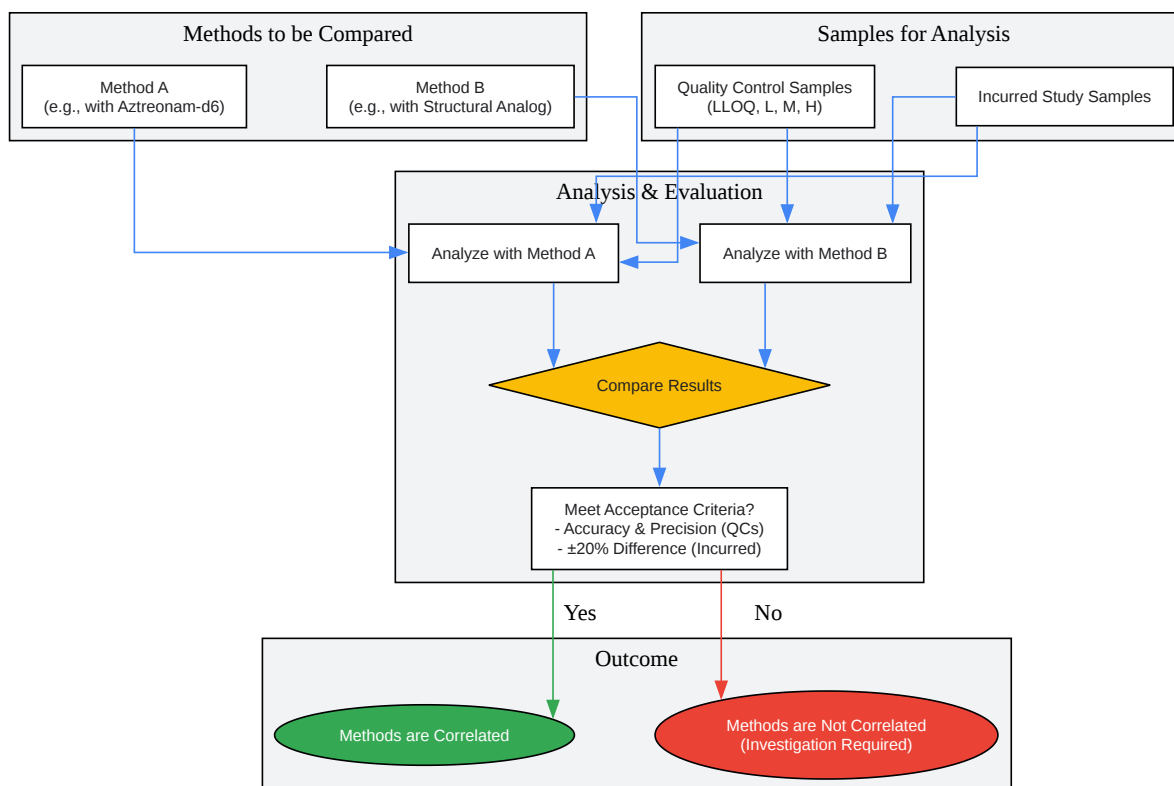 Methods to be Compared
Method A
(e.g., with Aztreonam-d6)
Method B
(e.g., with Structural Analog)
Samples for Analysis
Quality Control Samples
(LLOQ, L, M, H)
Incurred Study Samples
Analysis & Evaluation
Analyze with Method A
Analyze with Method B
Compare Results
Meet Acceptance Criteria?
- Accuracy & Precision (QCs)
- ±20% Difference (Incurred)
Yes
No
Outcome
Methods are Correlated
Methods are Not Correlated
(Investigation Required)